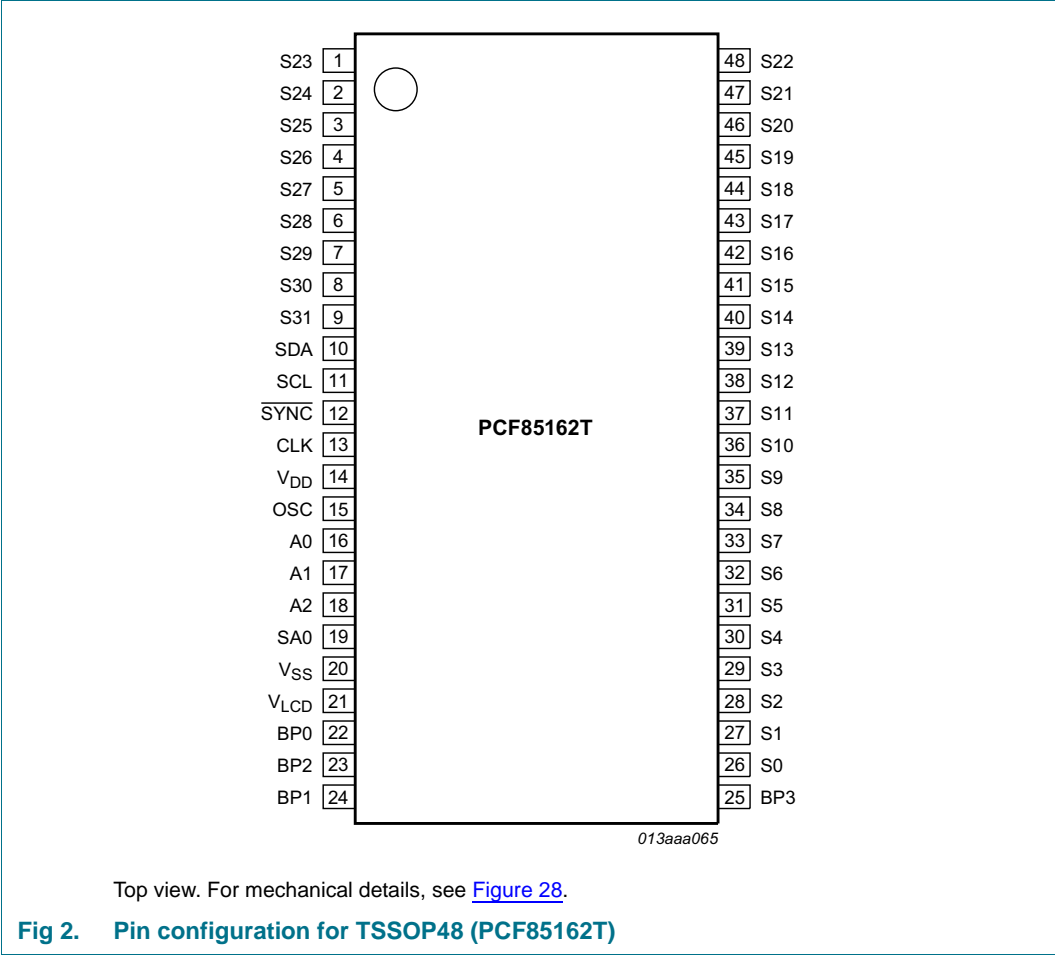 S23 1 48 S22
S24 2 47 S21
S25 3 46 S20
S26 4 45 S19
S27 5 44 S18
S28 6 43 S17
S29 7 42 S16
S30 8 41 S15
S31 9 40 S14
SDA 10 39 S13
SCL 11 38 S12
SYNC 12 37 S11
PCF85162T
CLK 13 36 S10
VDD 14 35 S9
OSC 15 34 S8
A0 16 33 S7
A1 17 32 S6
A2 18 31 S5
SA0 19 30 S4
VSS 20 29 S3
VLCD 21 28 S2
BP0 22 27 S1
BP2 23 26 S0
BP1 24 25 BP3
013aaa065
Top view. For mechanical details, see Figure 28.
Fig 2. Pin configuration for TSSOP48 (PCF85162T)